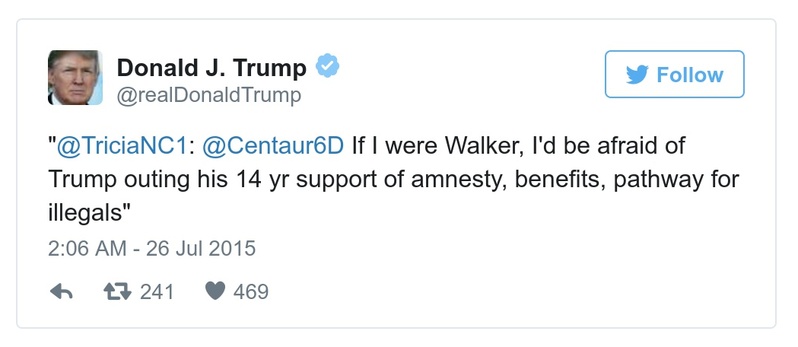 Donald J. Trump
@realDonaldTrump
Follow
"@TriciaNC1: @Centaur6D If I were Walker, I'd be afraid of
Trump outing his 14 yr support of amnesty, benefits, pathway for
illegals"
2:06 AM - 26 Jul 2015
241 469